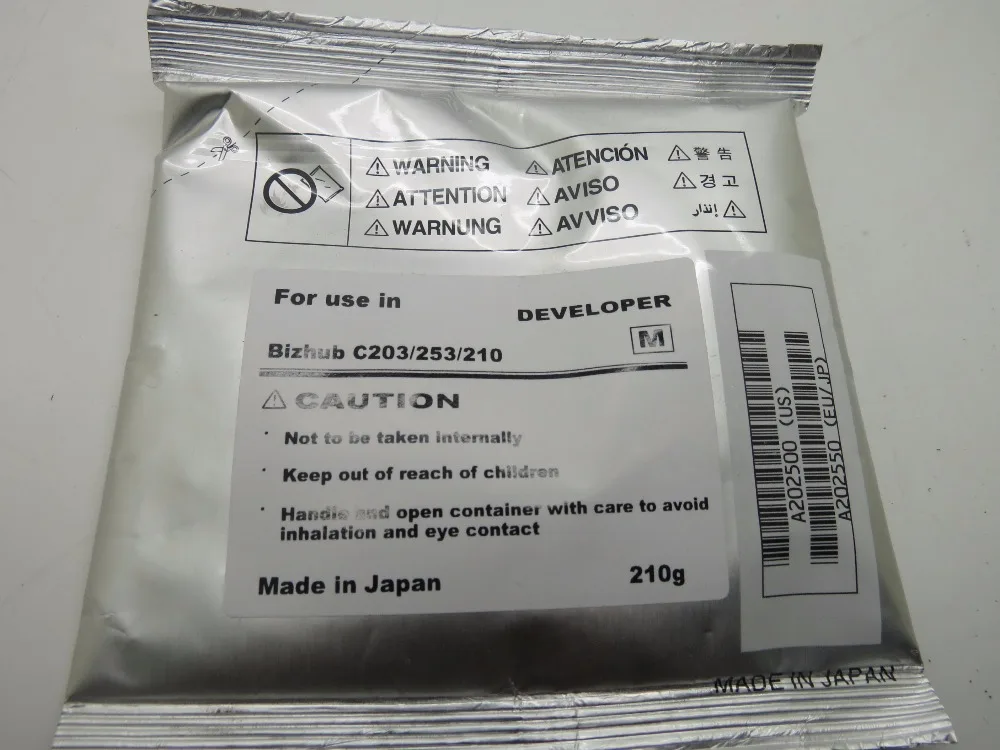 ⚠ WARNING
⚠ ATENCIÓN
⚠ 警告
⚠ ATTENTION
⚠ AVISO
⚠ 경고
⚠ WARNUNG
⚠ AVVISO
⚠ إنذار
For use in
DEVELOPER
M
Bizhub C203/253/210
⚠ CAUTION
· Not to be taken internally
· Keep out of reach of children
· Handle and open container with care to avoid
inhalation and eye contact
Made in Japan
210g
A202500 (US)
A202550 (EU/JP)
MADE IN JAPAN